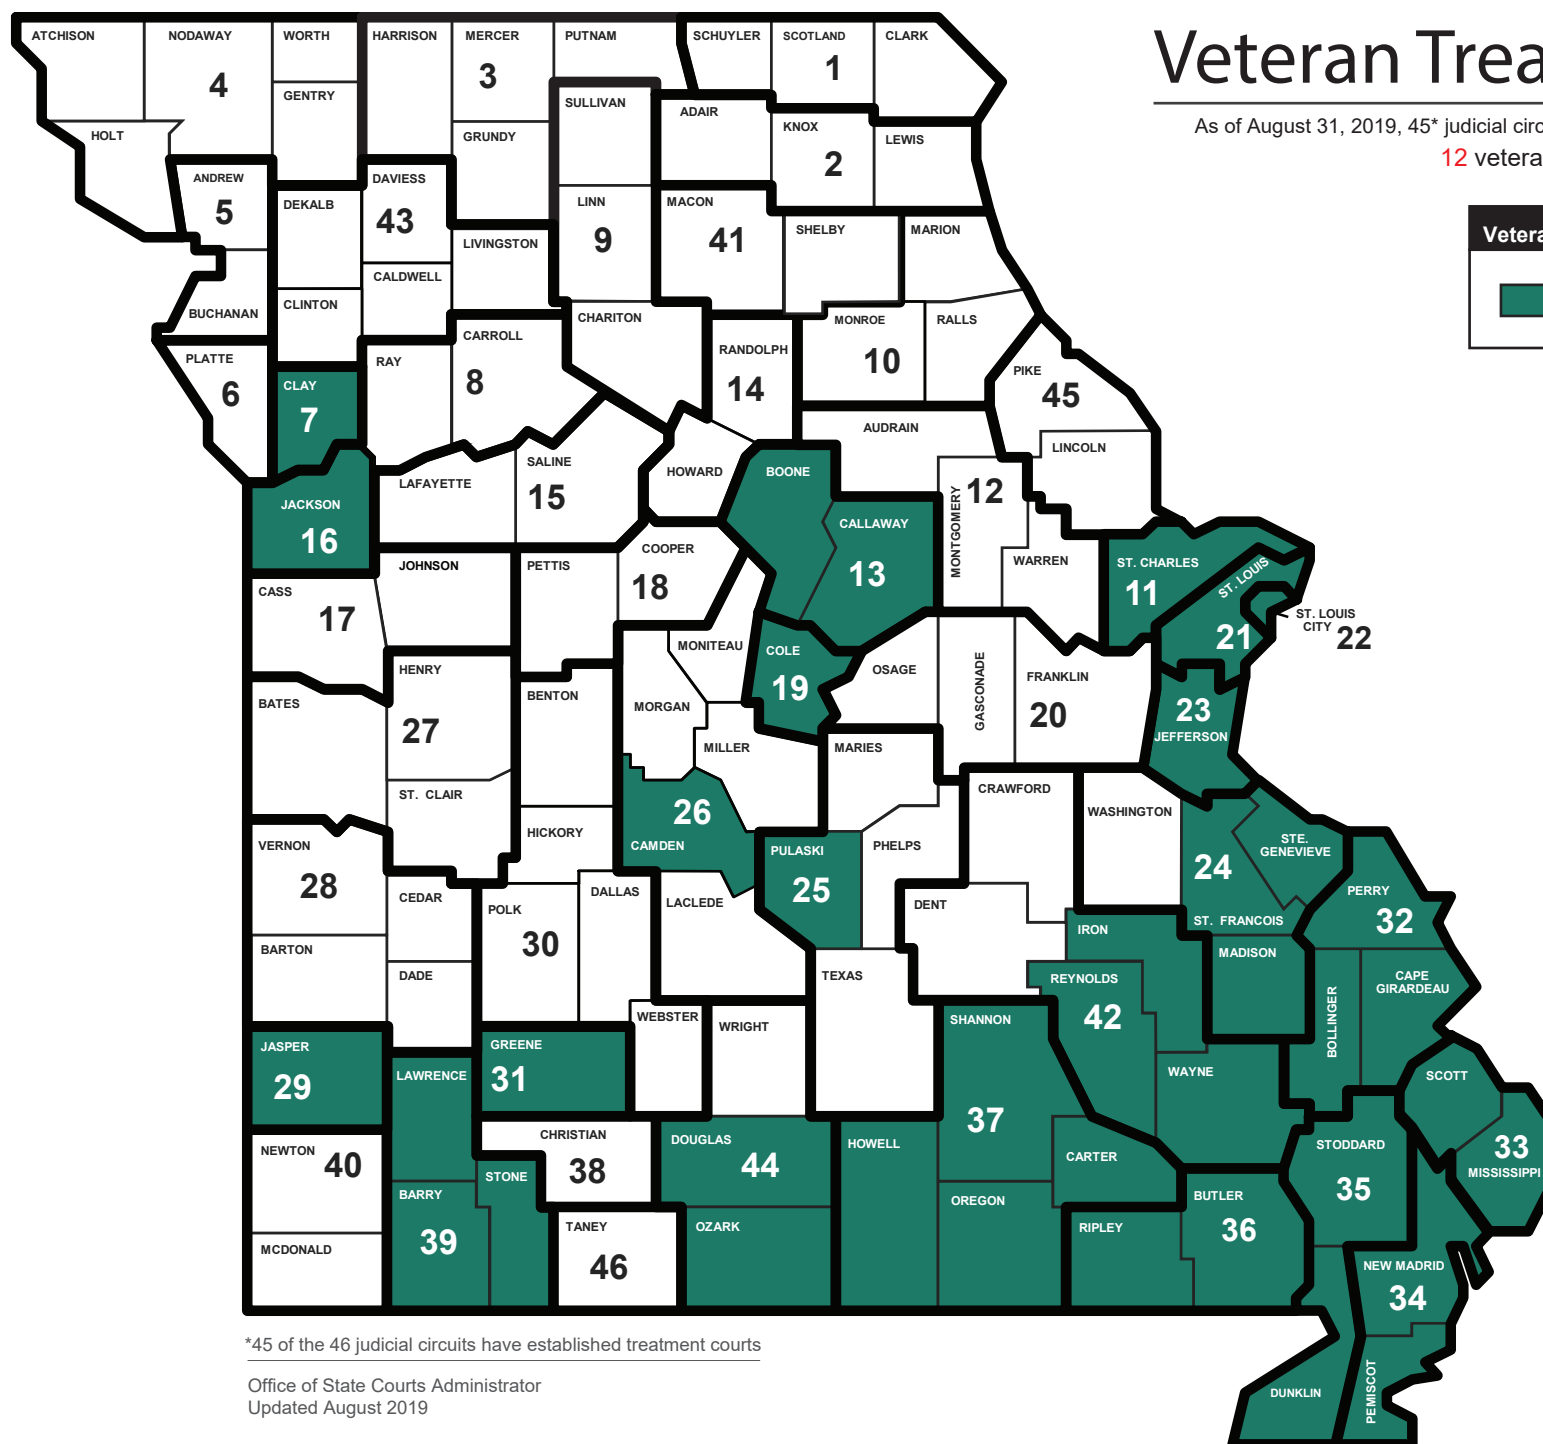 Veteran Trea
As of August 31, 2019, 45* judicial circ
12 vetera
Vetera
ATCHISON
NODAWAY
4
WORTH
HARRISON
MERCER
3
PUTNAM
SCHUYLER
SCOTLAND
1
CLARK
GENTRY
HOLT
GRUNDY
SULLIVAN
ADAIR
KNOX
2
LEWIS
ANDREW
5
DEKALB
DAVIESS
43
LIVINGSTON
LINN
9
MACON
41
SHELBY
MARION
CALDWELL
BUCHANAN
CLINTON
CHARITON
CARROLL
8
RANDOLPH
14
MONROE
10
RALLS
PLATTE
6
CLAY
7
RAY
PIKE
45
AUDRAIN
LINCOLN
SALINE
15
HOWARD
BOONE
LAFAYETTE
MONTGOMERY
12
JACKSON
16
CALLAWAY
13
COOPER
18
JOHNSON
PETTIS
WARREN
ST. CHARLES
11
ST. LOUIS
21
ST. LOUIS
CITY
22
CASS
17
MONITEAU
COLE
19
OSAGE
GASCONADE
FRANKLIN
20
HENRY
27
BATES
BENTON
MORGAN
MILLER
MARIES
23
JEFFERSON
ST. CLAIR
CRAWFORD
WASHINGTON
26
CAMDEN
HICKORY
VERNON
28
PULASKI
25
PHELPS
24
ST. FRANCOIS
STE.
GENEVIEVE
CEDAR
POLK
30
DALLAS
LACLEDE
DENT
PERRY
32
BARTON
IRON
MADISON
DADE
TEXAS
REYNOLDS
42
CAPE
GIRARDEAU
BOLLINGER
WEBSTER
WRIGHT
SHANNON
37
JASPER
29
LAWRENCE
GREENE
31
WAYNE
SCOTT
NEWTON
40
CHRISTIAN
38
DOUGLAS
44
HOWELL
CARTER
STODDARD
35
33
MISSISSIPPI
STONE
BARRY
39
OREGON
BUTLER
36
TANEY
46
OZARK
RIPLEY
MCDONALD
NEW MADRID
34
DUNKLIN
PEMISCOT
*45 of the 46 judicial circuits have established treatment courts
Office of State Courts Administrator
Updated August 2019